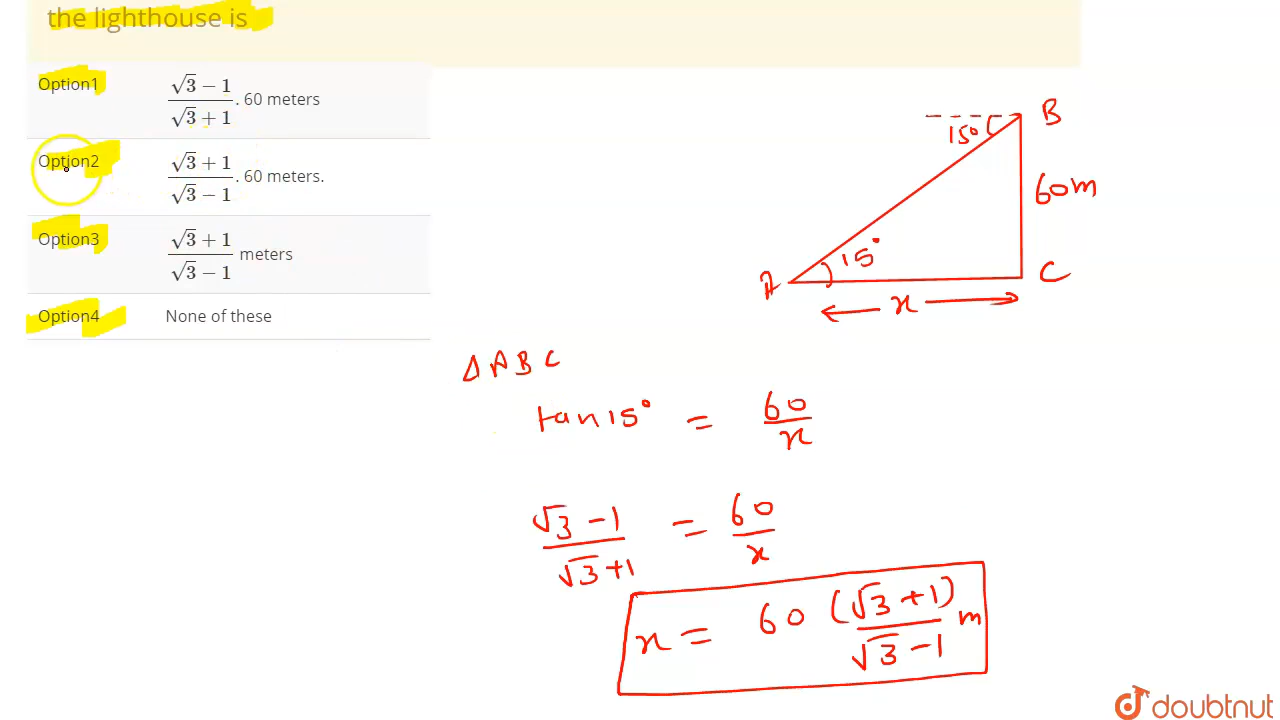 the lighthouse is
Option1 √3 − 1 / √3 + 1 . 60 meters
Option2 √3 + 1 / √3 − 1 . 60 meters.
Option3 √3 + 1 / √3 − 1 meters
Option4 None of these
B
15°
60m
15°
A
C
x
Δ A B C
tan 15° = 60 / x
√3 − 1 / √3 + 1 = 60 / x
x = 60 (√3 + 1) / √3 − 1 m
doubtnut